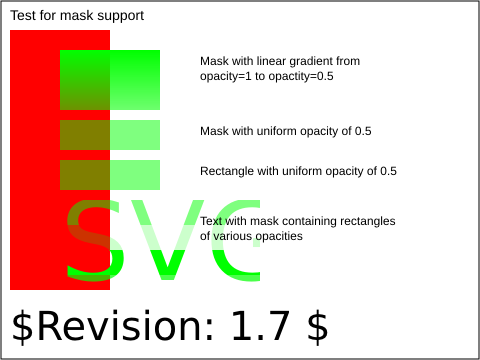 Test for mask support
Mask with linear gradient from
opacity=1 to opactity=0.5
Mask with uniform opacity of 0.5
Rectangle with uniform opacity of 0.5
SVG
Text with mask containing rectangles
of various opacities
$Revision: 1.7 $